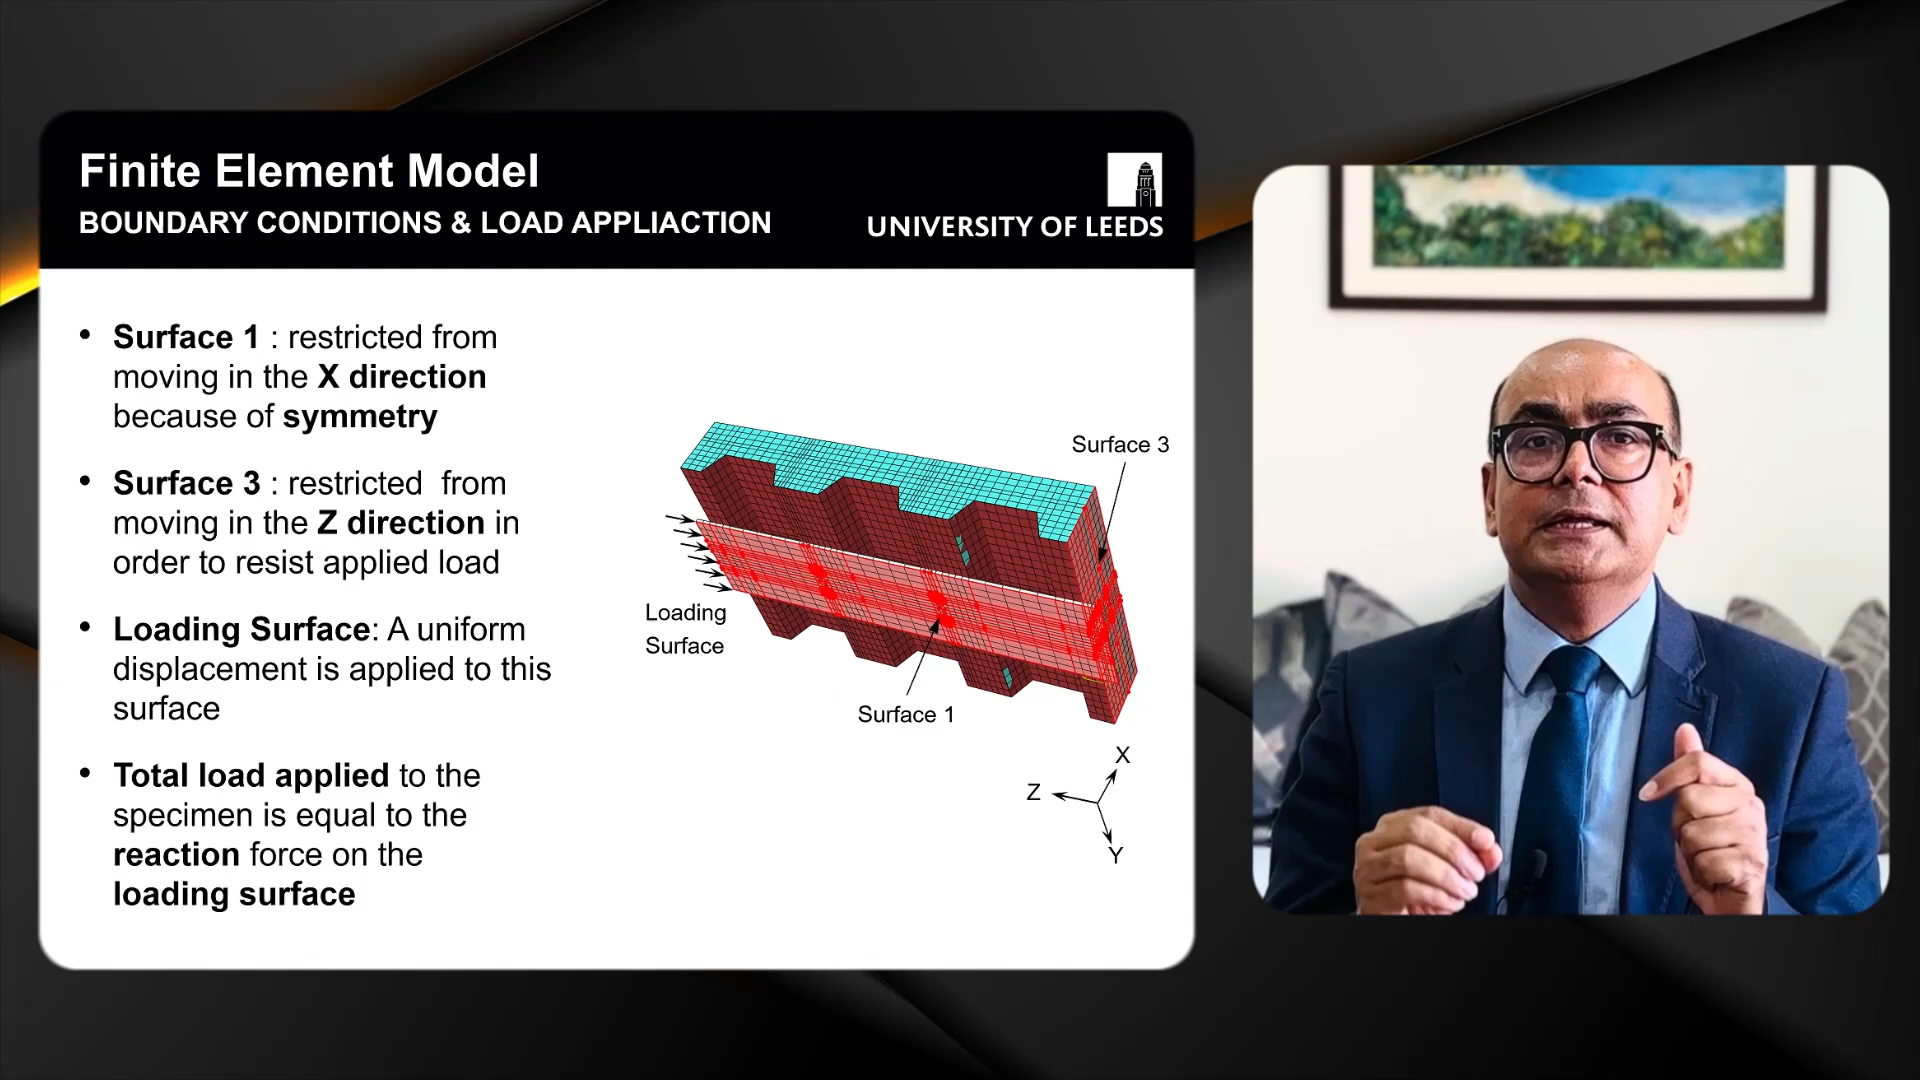 Finite Element Model
BOUNDARY CONDITIONS & LOAD APPLIACTION
UNIVERSITY OF LEEDS
• Surface 1 : restricted from
moving in the X direction
because of symmetry
• Surface 3 : restricted  from
moving in the Z direction in
order to resist applied load
• Loading Surface: A uniform
displacement is applied to this
surface
• Total load applied to the
specimen is equal to the
reaction force on the
loading surface
Surface 3
Loading
Surface
Surface 1
X
Z
Y